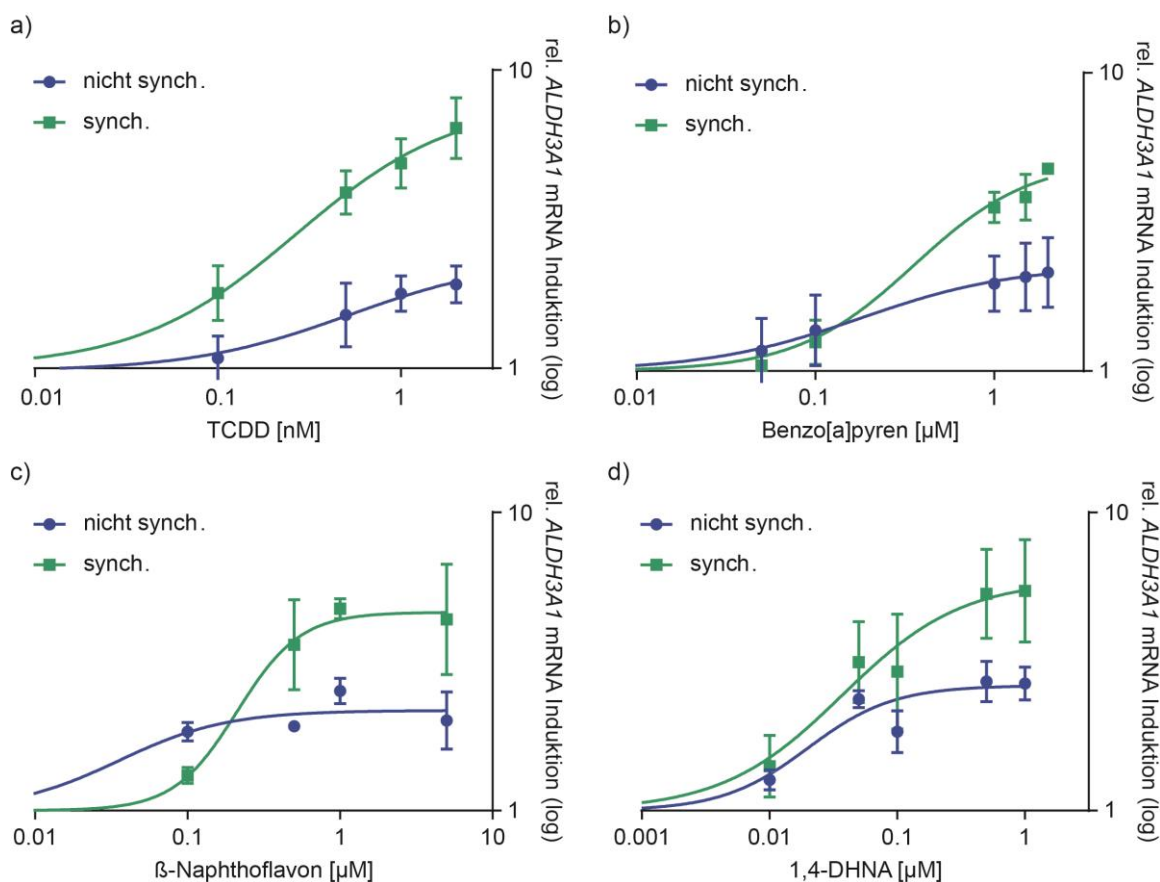 a)
nicht synch.
synch.
10
1
rel. ALDH3A1 mRNA Induktion (log)
0.01 0.1 1
TCDD [nM]
b)
nicht synch.
synch.
10
1
rel. ALDH3A1 mRNA Induktion (log)
0.01 0.1 1
Benzo[a]pyren [µM]
c)
nicht synch.
synch.
10
1
rel. ALDH3A1 mRNA Induktion (log)
0.01 0.1 1 10
ß-Naphthoflavon [µM]
d)
nicht synch.
synch.
10
1
rel. ALDH3A1 mRNA Induktion (log)
0.001 0.01 0.1 1
1,4-DHNA [µM]